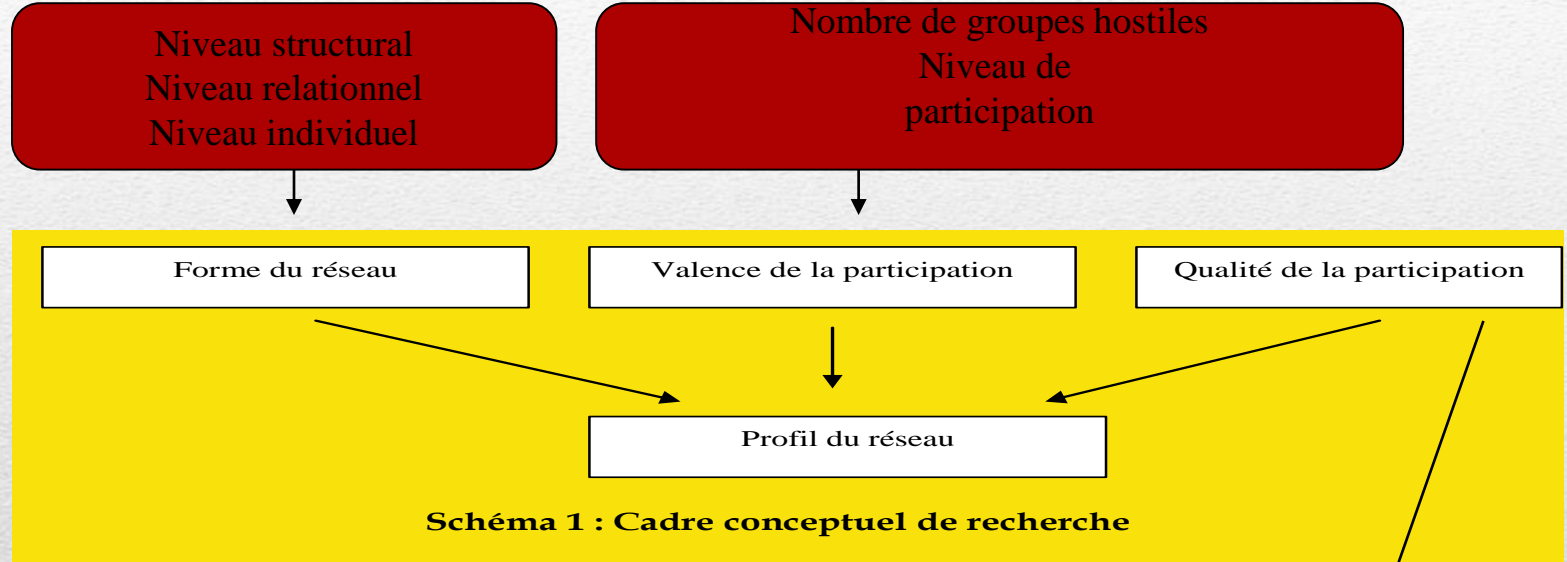 Niveau structural
Niveau relationnel
Niveau individuel
Nombre de groupes hostiles
Niveau de
participation
Forme du réseau
Valence de la participation
Qualité de la participation
Profil du réseau
Schéma 1 : Cadre conceptuel de recherche